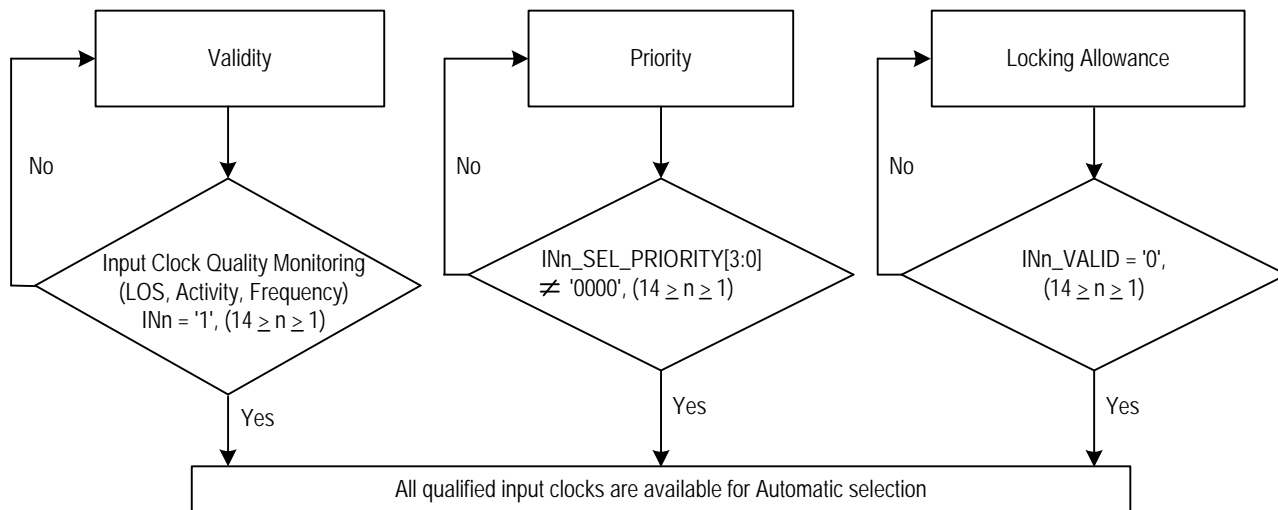 Validity
Priority
Locking Allowance
No
No
No
Input Clock Quality Monitoring
(LOS, Activity, Frequency)
INn = '1', (14 ≥ n ≥ 1)
INn_SEL_PRIORITY[3:0]
≠ '0000', (14 ≥ n ≥ 1)
INn_VALID = '0',
(14 ≥ n ≥ 1)
Yes
Yes
Yes
All qualified input clocks are available for Automatic selection